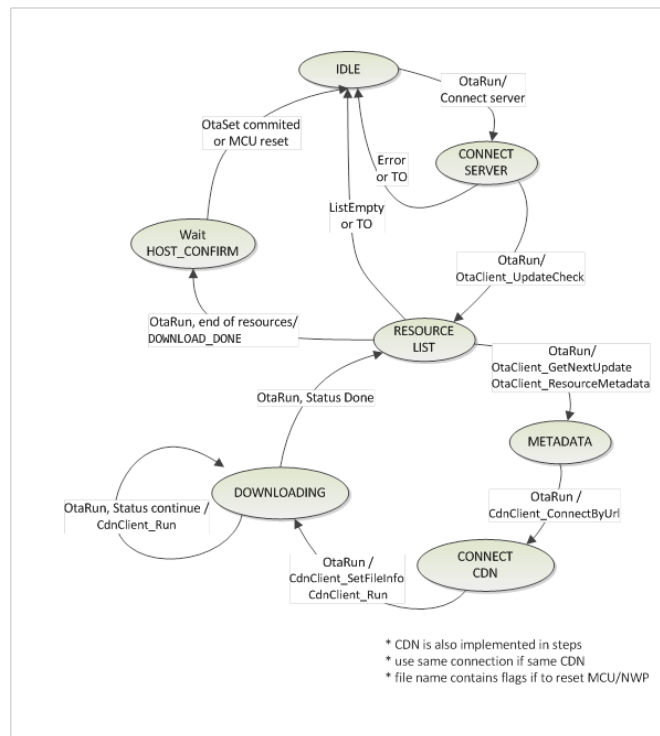 IDLE
OtaRun/
Connect server
OtaSet commited
or MCU reset
Error
or TO
CONNECT
SERVER
ListEmpty
or TO
Wait
HOST_CONFIRM
OtaRun/
OtaClient_UpdateCheck
OtaRun, end of resources/
DOWNLOAD_DONE
RESOURCE
LIST
OtaRun/
OtaClient_GetNextUpdate
OtaClient_ResourceMetadata
OtaRun, Status Done
METADATA
DOWNLOADING
OtaRun, Status continue /
CdnClient_Run
OtaRun /
CdnClient_ConnectByUrl
OtaRun /
CdnClient_SetFileInfo
CdnClient_Run
CONNECT
CDN
* CDN is also implemented in steps
* use same connection if same CDN
* file name contains flags if to reset MCU/NWP